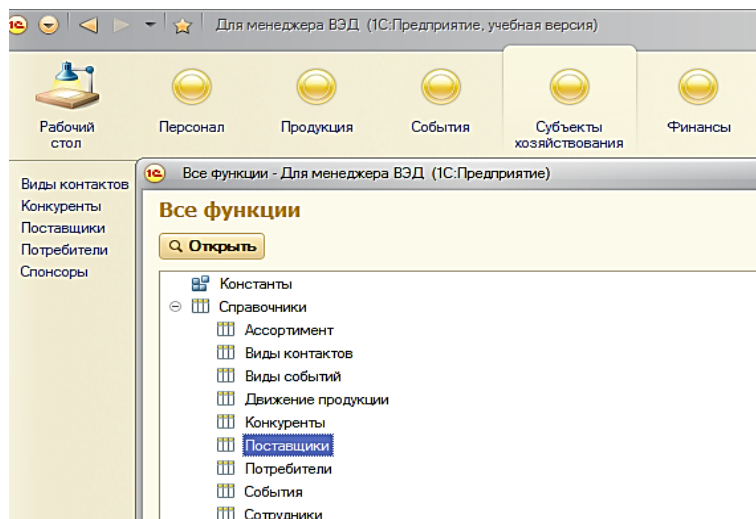 Для менеджера ВЭД (1С:Предприятие, учебная версия)
Рабочий стол
Персонал
Продукция
События
Субъекты хозяйствования
Финансы
Виды контактов
Конкуренты
Поставщики
Потребители
Спонсоры
Все функции - Для менеджера ВЭД (1С:Предприятие)
Все функции
Открыть
Константы
Справочники
Ассортимент
Виды контактов
Виды событий
Движение продукции
Конкуренты
Поставщики
Потребители
События
Сотрудники